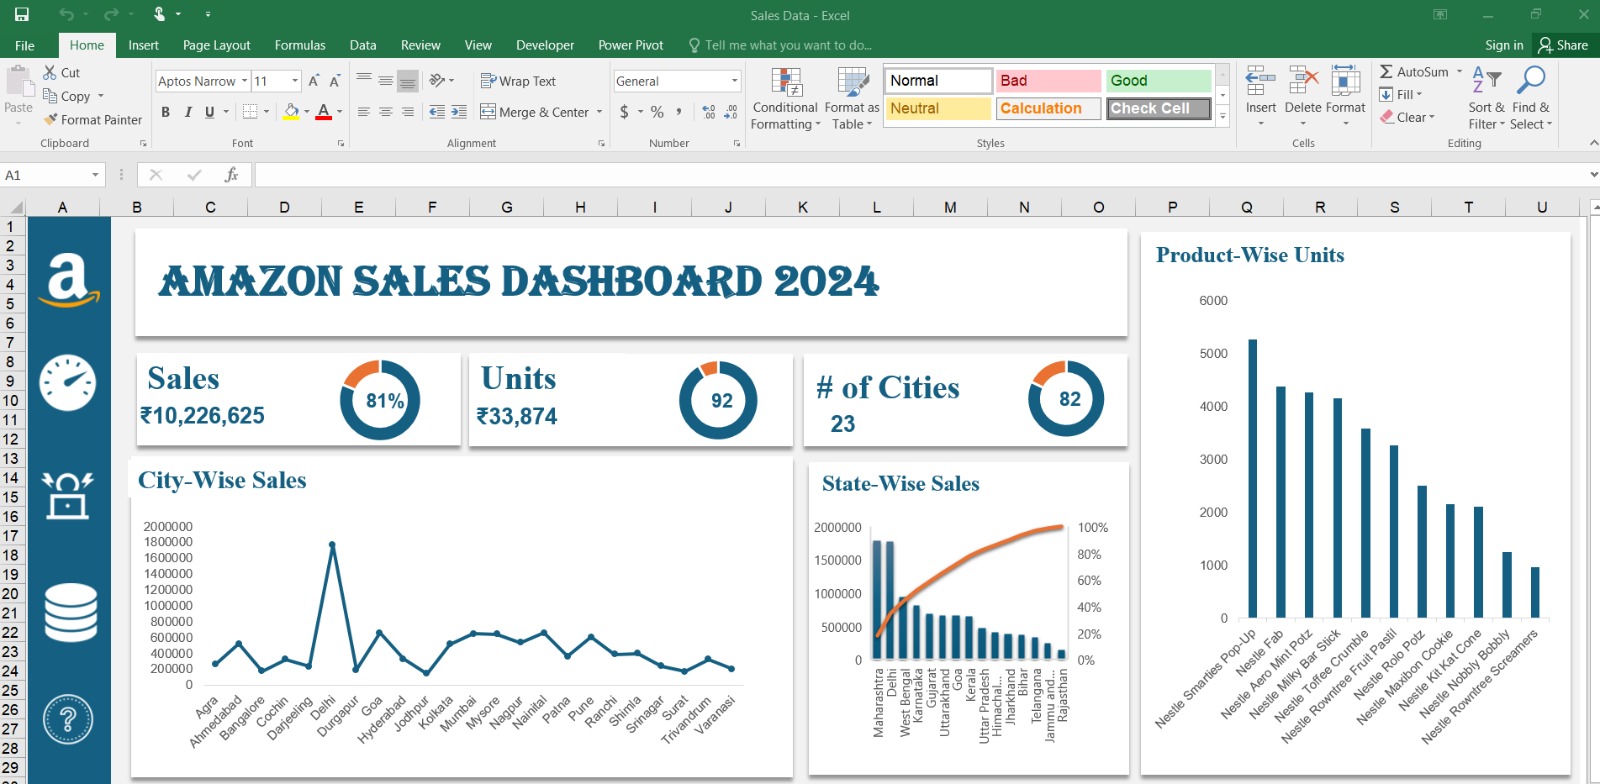 Sales Data - Excel
File Home Insert Page Layout Formulas Data Review View Developer Power Pivot Tell me what you want to do... Sign in Share
Paste
Cut
Copy
Format Painter
Clipboard
Aptos Narrow 11 A A
B I U A
Font
Wrap Text
Merge & Center
Alignment
General
$ % ,
Number
Conditional Formatting
Format as Table
Normal Bad Good
Neutral Calculation Check Cell
Styles
Insert Delete Format
Cells
AutoSum
Fill
Clear
Sort & Filter
Find & Select
Editing
A1 fx
A B C D E F G H I J K L M N O P Q R S T U
1
2
3
4
5
6
7
8
9
10
11
12
13
14
15
16
17
18
19
20
21
22
23
24
25
26
27
28
29
a
?
AMAZON SALES DASHBOARD 2024
Sales
₹10,226,625
81%
Units
₹33,874
92
# of Cities
23
82
City-Wise Sales
2000000
1800000
1600000
1400000
1200000
1000000
800000
600000
400000
200000
0
Agra
Ahmedabad
Bangalore
Cochin
Darjeeling
Delhi
Durgapur
Goa
Hyderabad
Jodhpur
Kolkata
Mumbai
Mysore
Nagpur
Nainital
Patna
Pune
Ranchi
Shimla
Srinagar
Surat
Trivandrum
Varanasi
State-Wise Sales
2000000
1500000
1000000
500000
0
100%
80%
60%
40%
20%
0%
Maharashtra
Delhi
West Bengal
Karnataka
Gujarat
Uttarakhand
Goa
Kerala
Uttar Pradesh
Himachal...
Jharkhand
Bihar
Telangana
Jammu and...
Rajasthan
Product-Wise Units
6000
5000
4000
3000
2000
1000
0
Nestle Smarties Pop-Up
Nestle Fab
Nestle Aero Mint Potz
Nestle Milky Bar Stick
Nestle Toffee Crumble
Nestle Rowntree Fruit Pastil
Nestle Rolo Potz
Nestle Maxibon Cookie
Nestle Kit Kat Cone
Nestle Nobbly Bobbly
Nestle Rowntree Screamers